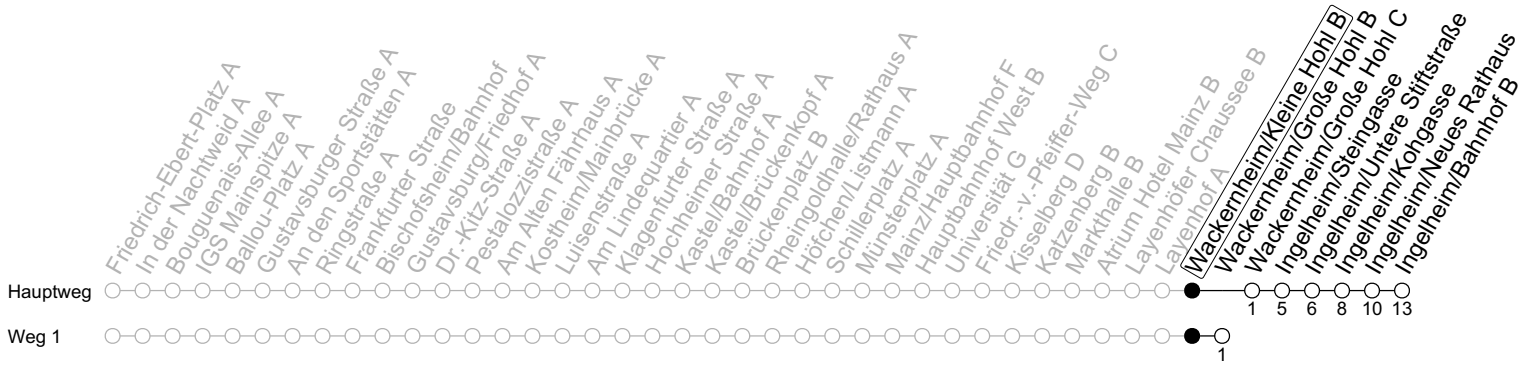 Friedrich-Ebert-Platz A
In der Nachtweid A
Bouguenais-Allee A
IGS Mainspitze A
Ballou-Platz A
Gustavsburger Straße A
An den Sportstätten A
Ringstraße A
Frankfurter Straße
Bischofsheim/Bahnhof
Gustavsburg/Friedhof A
Dr.-Kitz-Straße A
Pestalozzistraße A
Am Alten Fährhaus A
Kostheim/Mainbrücke A
Luisenstraße A
Am Lindequartier A
Klagenfurter Straße A
Hochheimer Straße A
Kastel/Bahnhof A
Kastel/Brückenkopf A
Brückenplatz B
Rheingoldhalle/Rathaus A
Höfchen/Listmann A
Schillerplatz A
Münsterplatz A
Mainz/Hauptbahnhof F
Hauptbahnhof West B
Universität G
Friedr.-v.-Pfeiffer-Weg C
Kisselberg D
Katzenberg B
Markthalle B
Atrium Hotel Mainz B
Layenhöfer Chaussee B
Layenhof A
Wackernheim/Kleine Hohl B
Wackernheim/Große Hohl B
Wackernheim/Große Hohl C
Ingelheim/Steingasse
Ingelheim/Untere Stiftstraße
Ingelheim/Kohgasse
Ingelheim/Neues Rathaus
Ingelheim/Bahnhof B
Hauptweg
1 5 6 8 10 13
Weg 1
1